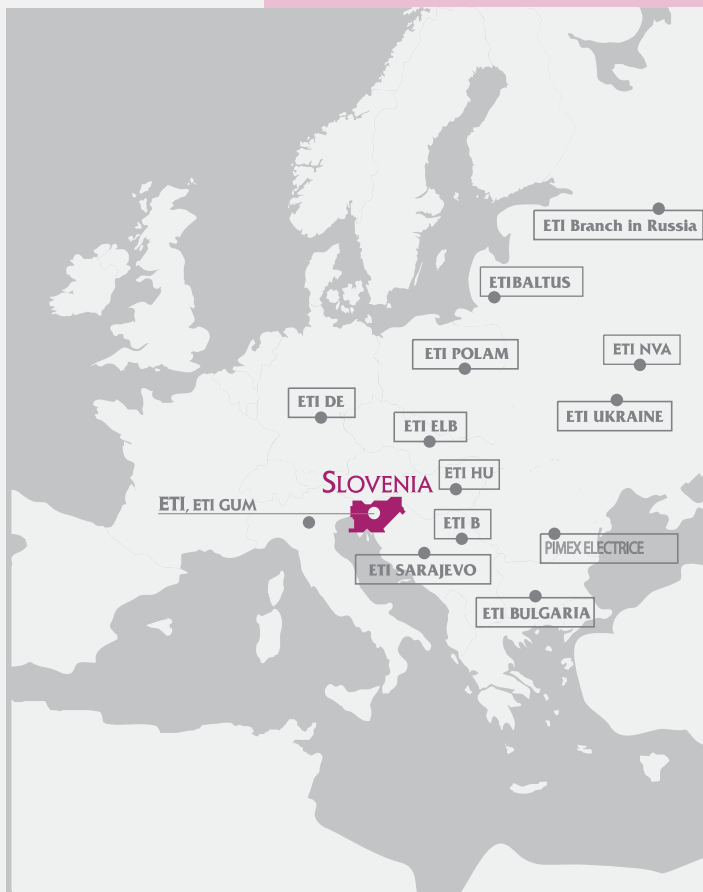 ETI Branch in Russia
ETIBALTUS
ETI NVA
ETI POLAM
ETI DE
ETI UKRAINE
ETI ELB
ETI HU
SLOVENIA
ETI, ETI GUM
ETI B
PIMEX ELECTRICE
ETI SARAJEVO
ETI BULGARIA